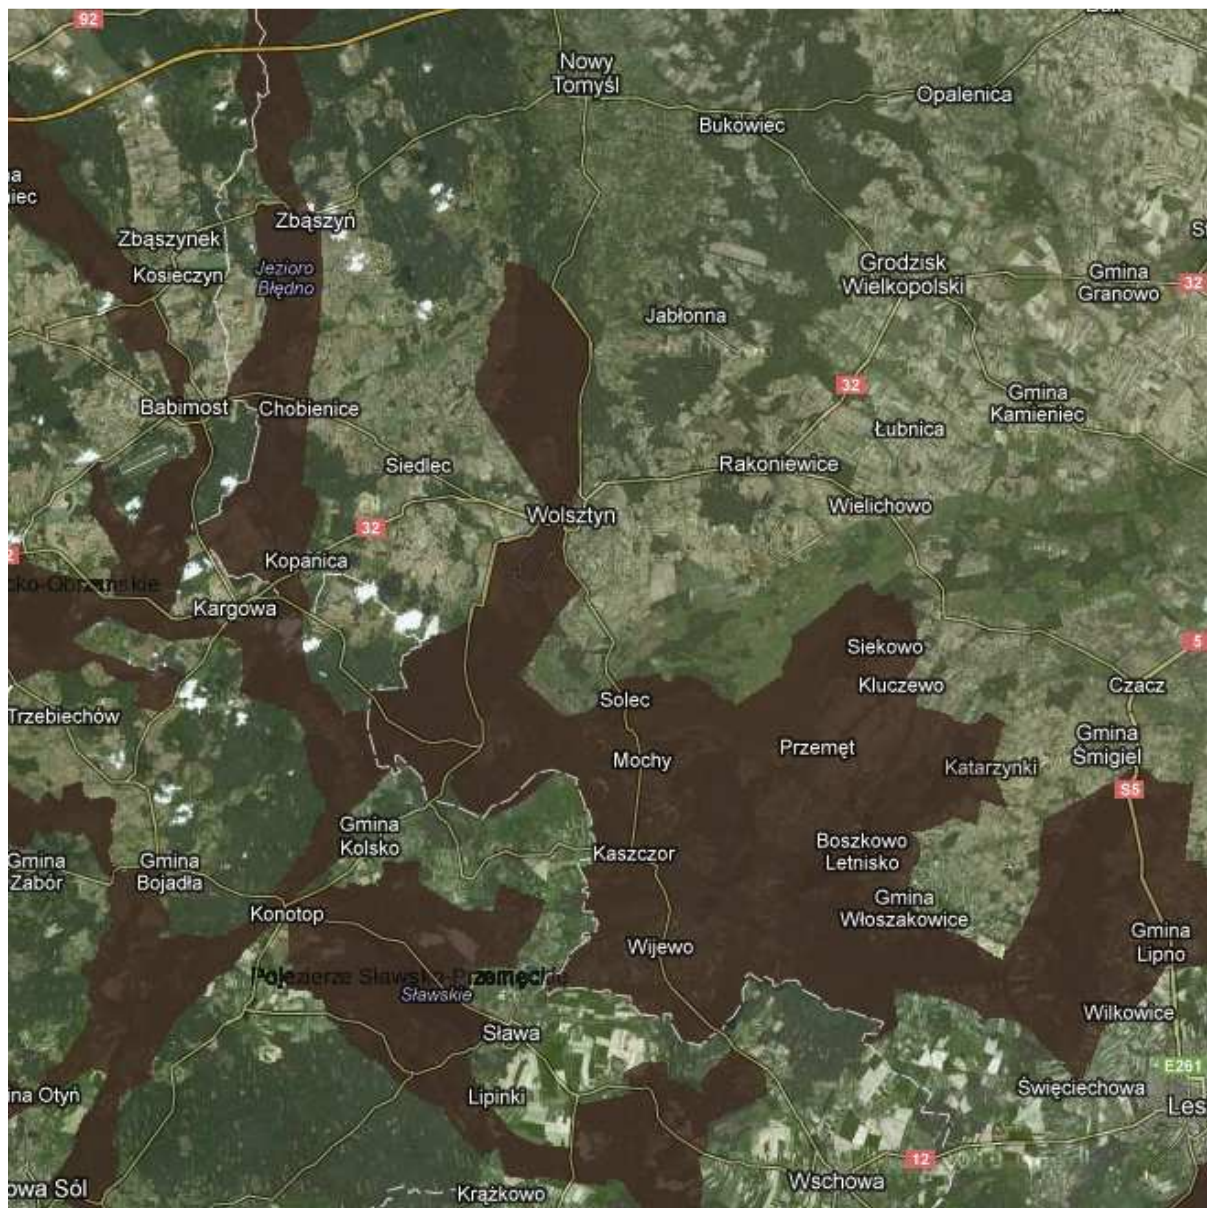 92
Nowy
Tomyśl
Opalenica
Bukowiec
Zbąszyń
Zbąszynek
Kosieczyn
Jezioro
Błędno
Grodzisk
Wielkopolski
Gmina
Granowo
32
Jabłonna
32
Gmina
Kamieniec
Babimost
Chobienice
Łubnica
Siedlec
Rakoniewice
Wielichowo
Wolsztyn
32
Kopanica
Kargowa
Siekowo
5
Kluczewo
Czacz
Solec
Trzebiechów
Gmina
Śmigiel
Przemęt
Mochy
Katarzynki
S5
Gmina
Kolsko
Boszkowo
Letnisko
Kaszczor
Gmina
Zabór
Gmina
Bojadła
Gmina
Włoszakowice
Konotop
Gmina
Lipno
Wijewo
Sławskie
Wilkowice
Sława
E261
Święciechowa
Lipinki
Les
12
Wschowa
Krążkowo